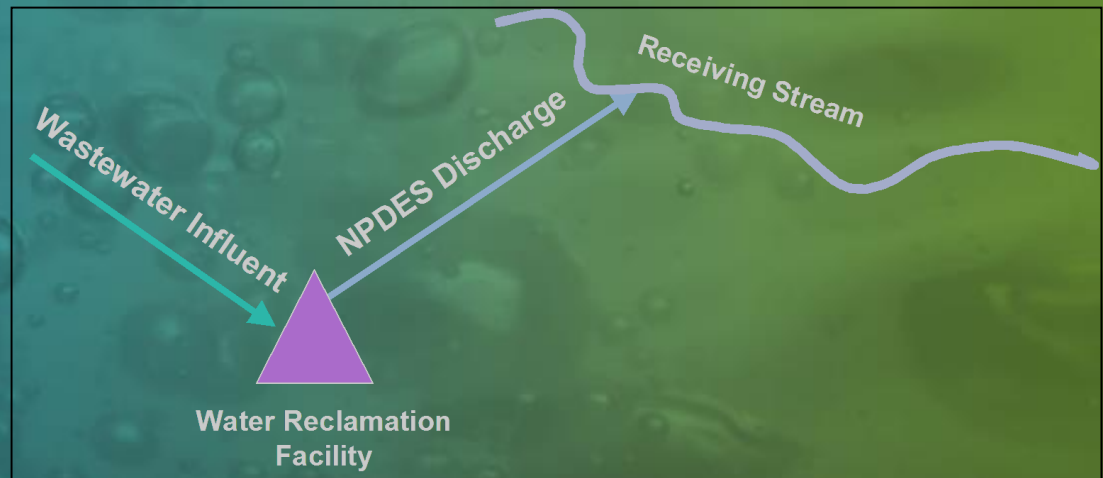 Receiving Stream
Wastewater Influent
NPDES Discharge
Water Reclamation
Facility